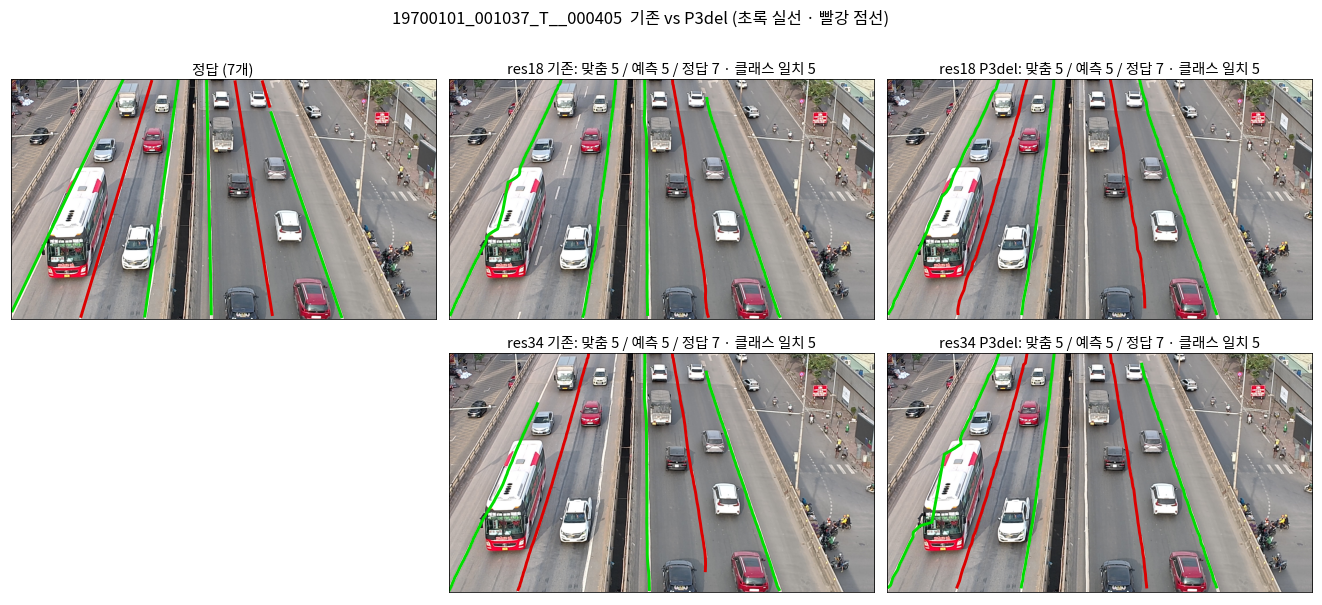 19700101_001037_T__000405 기존 vs P3del (초록 실선 · 빨강 점선)
정답 (7개)
res18 기존: 맞춤 5 / 예측 5 / 정답 7 · 클래스 일치 5
res18 P3del: 맞춤 5 / 예측 5 / 정답 7 · 클래스 일치 5
res34 기존: 맞춤 5 / 예측 5 / 정답 7 · 클래스 일치 5
res34 P3del: 맞춤 5 / 예측 5 / 정답 7 · 클래스 일치 5